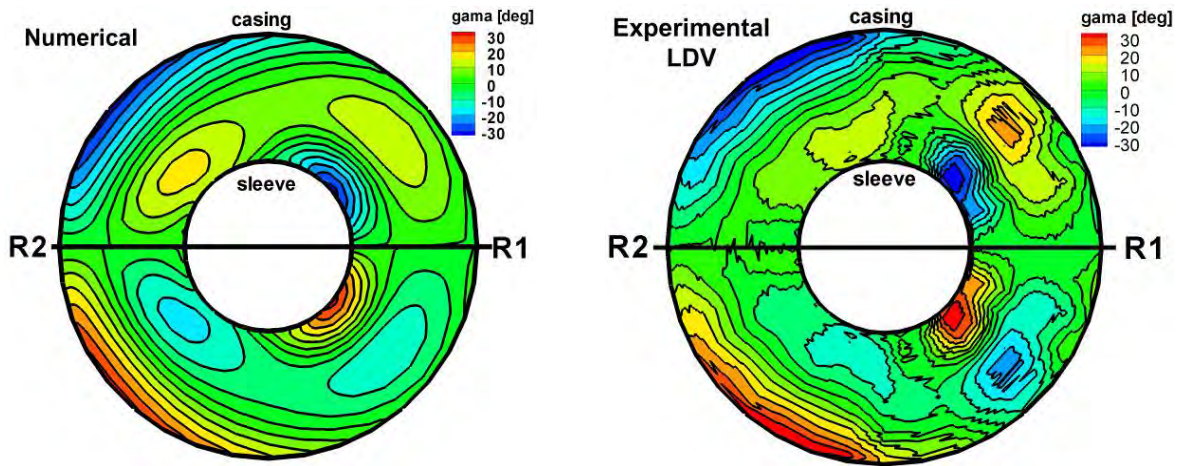 Numerical
casing
gama [deg]
30
20
10
0
-10
-20
-30
sleeve
R2
R1
Experimental
LDV
casing
gama [deg]
30
20
10
0
-10
-20
-30
sleeve
R2
R1